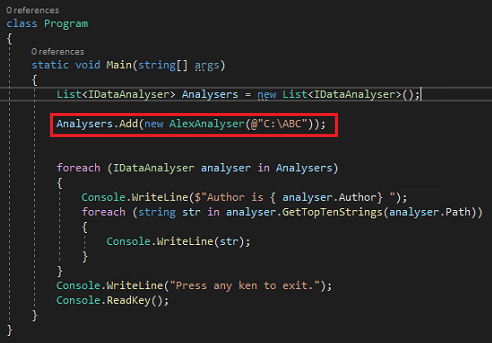 0 references
class Program
{
0 references
static void Main(string[] args)
{
List<IDataAnalyser> Analysers = new List<IDataAnalyser>();
Analysers.Add(new AlexAnalyser(@"C:\ABC"));
foreach (IDataAnalyser analyser in Analysers)
{
Console.WriteLine($"Author is { analyser.Author} ");
foreach (string str in analyser.GetTopTenStrings(analyser.Path))
{
Console.WriteLine(str);
}
}
Console.WriteLine("Press any ken to exit.");
Console.ReadKey();
}
}